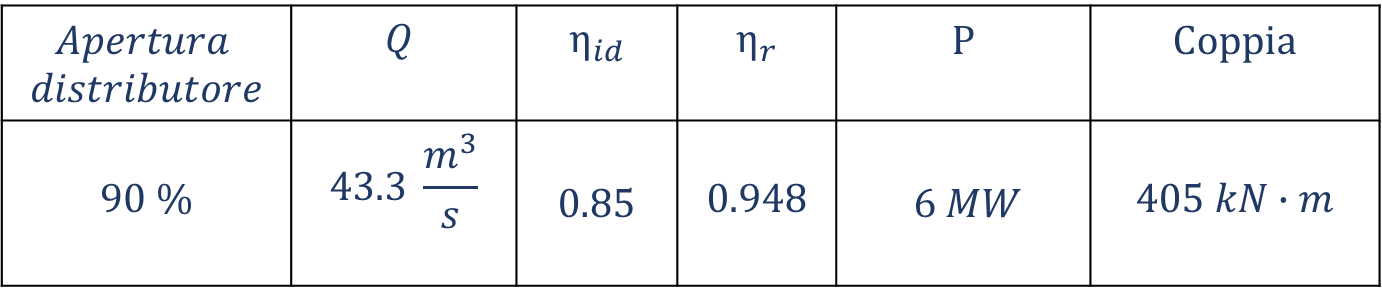 Apertura distributore
Q
η_id
η_r
P
Coppia
90 %
43.3 m³/s
0.85
0.948
6 MW
405 kN · m